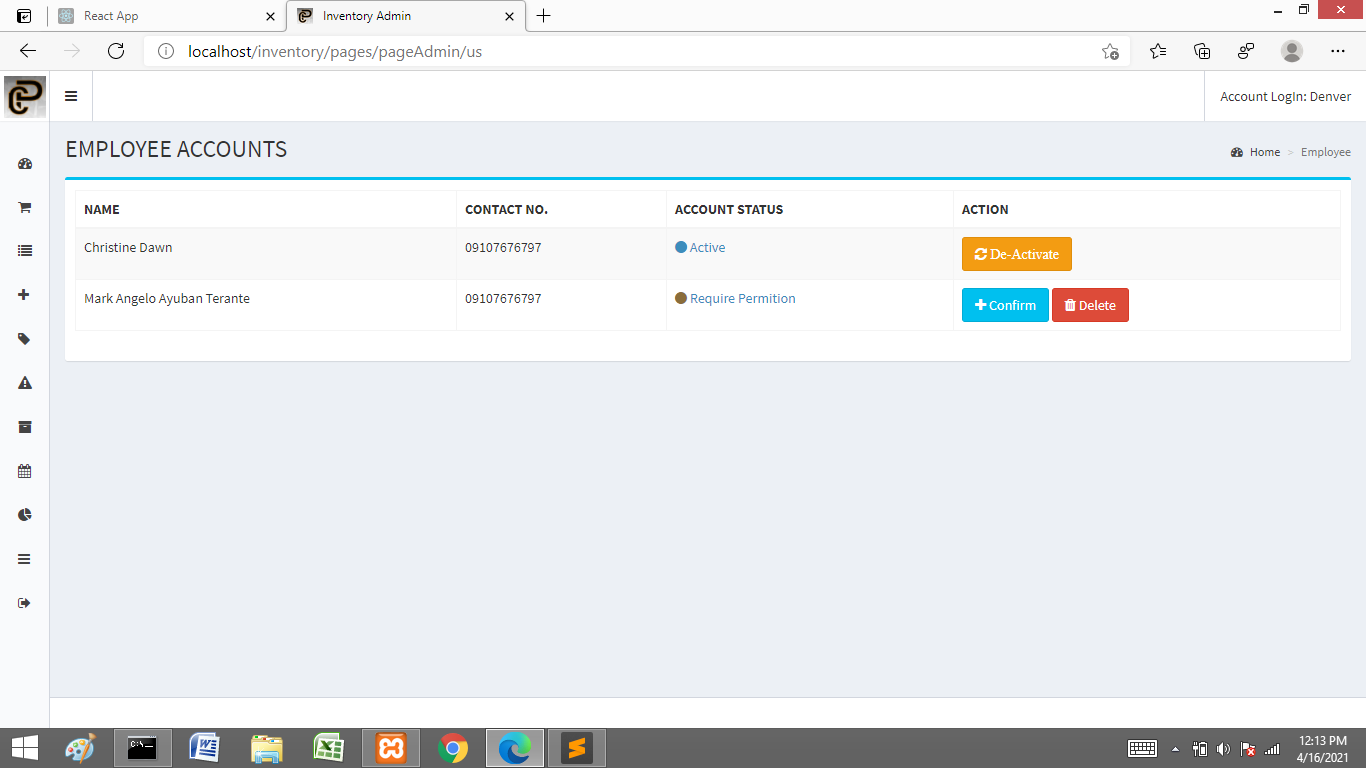 React App
Inventory Admin
localhost/inventory/pages/pageAdmin/us
Account LogIn: Denver
EMPLOYEE ACCOUNTS
Home > Employee
NAME CONTACT NO. ACCOUNT STATUS ACTION
Christine Dawn 09107676797 Active De-Activate
Mark Angelo Ayuban Terante 09107676797 Require Permition Confirm Delete
C:\_
12:13 PM
4/16/2021